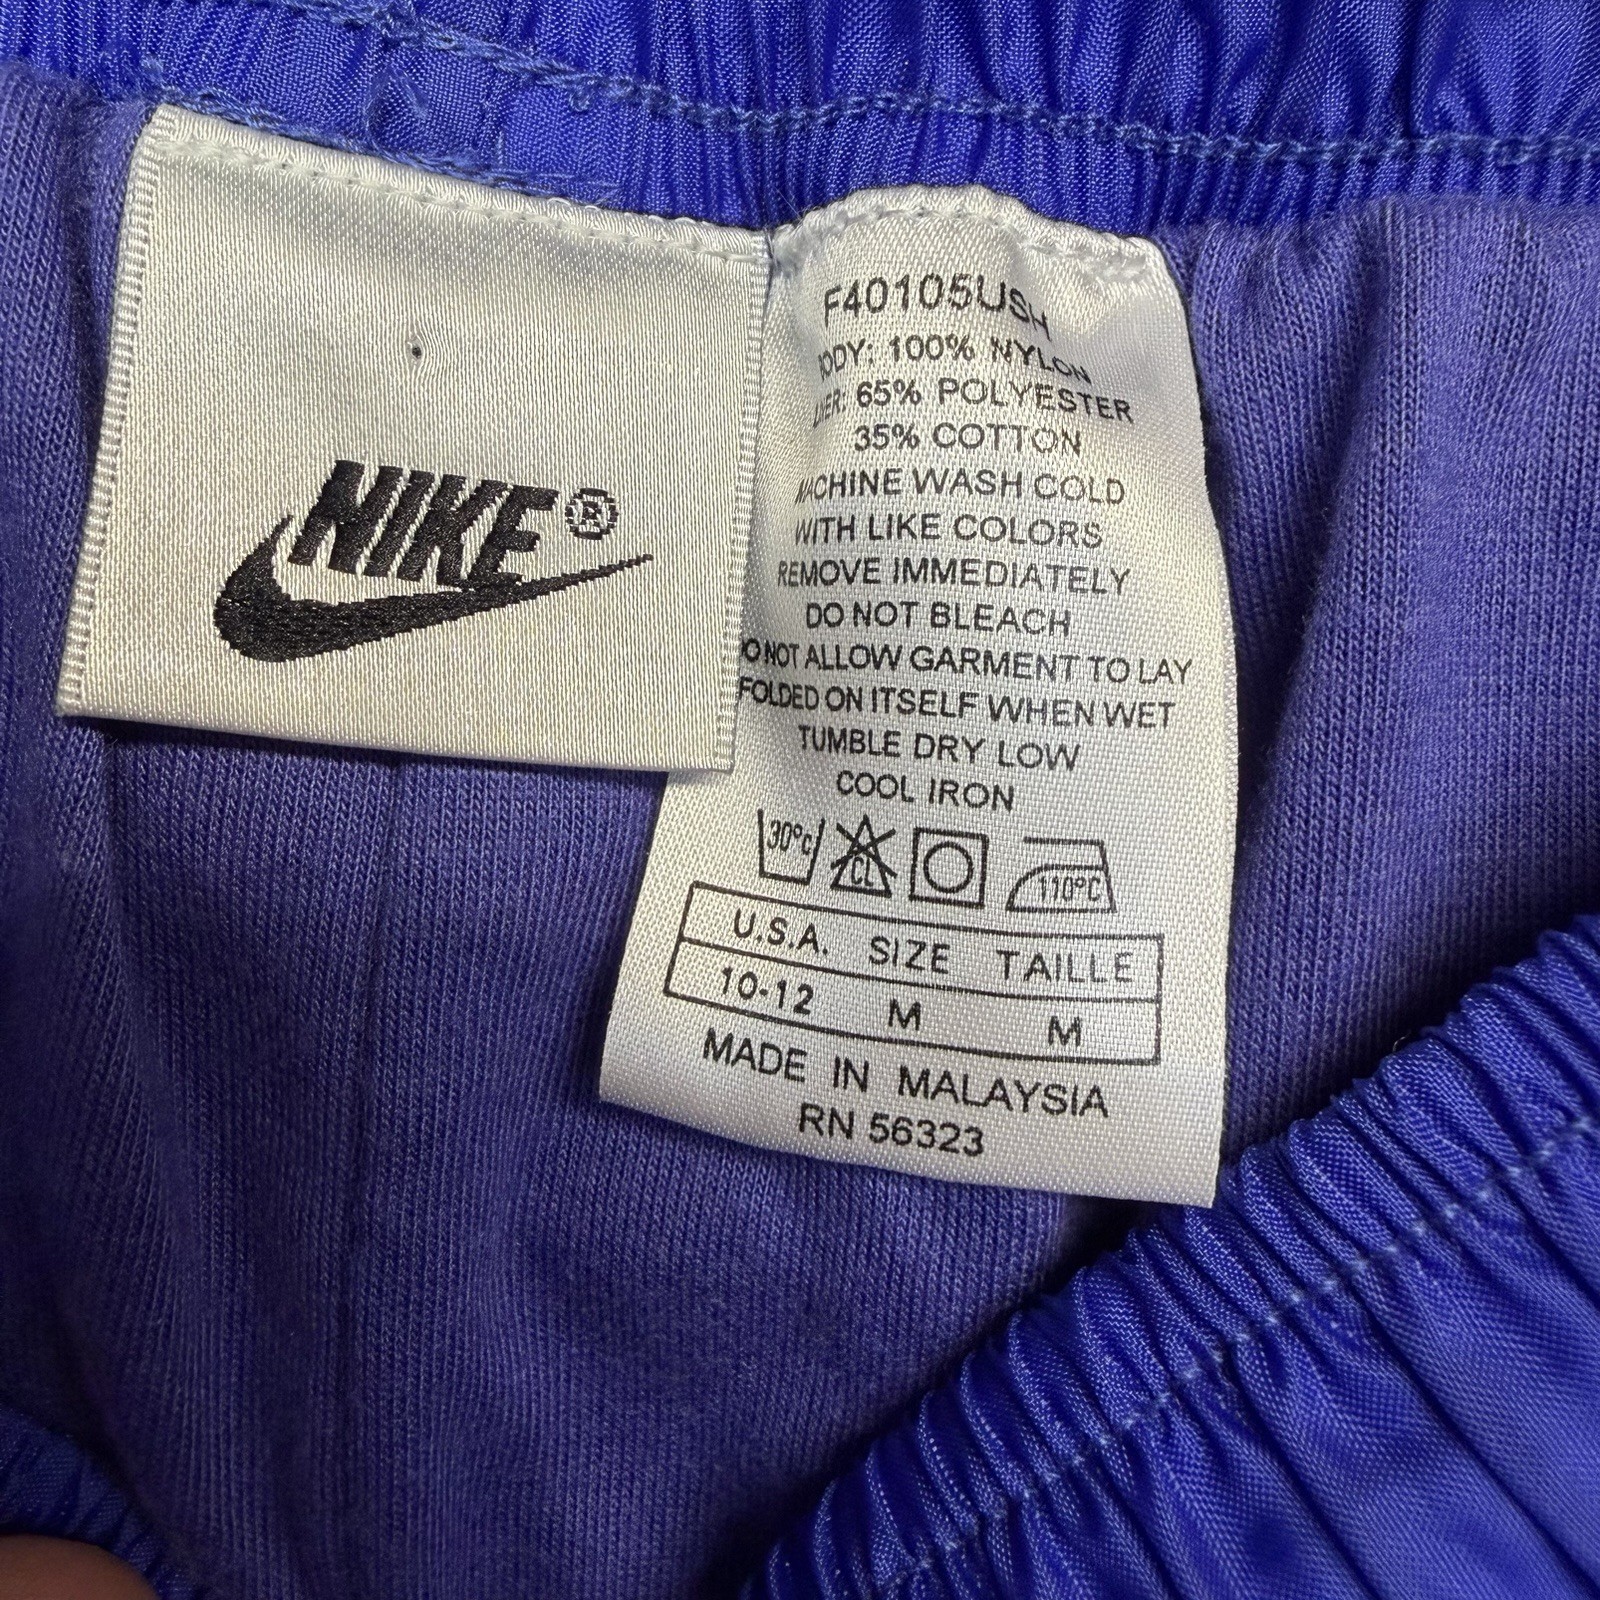 NIKE®
F40105USH
BODY: 100% NYLON
65% POLYESTER
35% COTTON
MACHINE WASH COLD
WITH LIKE COLORS
REMOVE IMMEDIATELY
DO NOT BLEACH
DO NOT ALLOW GARMENT TO LAY
FOLDED ON ITSELF WHEN WET
TUMBLE DRY LOW
COOL IRON
30°C CL 110°C
U.S.A. SIZE TAILLE
10-12 M M
MADE IN MALAYSIA
RN 56323